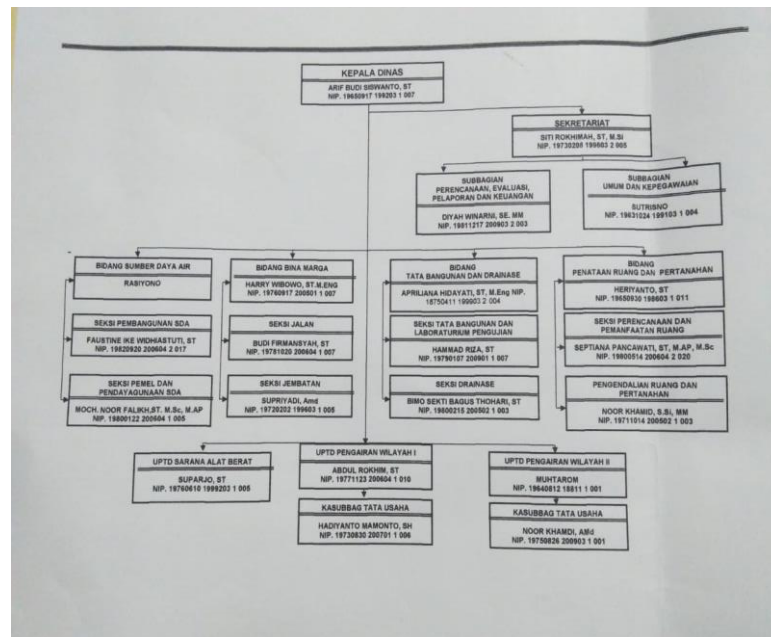 KEPALA DINAS
ARIF BUDI SISWANTO, ST
NIP. 19650917 199203 1 007
SEKRETARIAT
SITI ROKHIMAH, ST, M.Si
NIP. 19730298 199603 2 005
SUBBAGIAN
PERENCANAAN, EVALUASI,
PELAPORAN DAN KEUANGAN
DIYAH WINARNI, SE. MM
NIP. 19811217 200903 2 003
SUBBAGIAN
UMUM DAN KEPEGAWAIAN
SUTRISNO
NIP. 19631024 199103 1 004
BIDANG SUMBER DAYA AIR
RASIYONO
BIDANG BINA MARGA
HARRY WIBOWO, ST.M.ENG
NIP. 19760917 200501 1 007
BIDANG
TATA BANGUNAN DAN DRAINASE
APRILIANA HIDAYATI, ST, M.Eng NIP.
18750411 199903 2 004
BIDANG
PENATAAN RUANG DAN PERTANAHAN
HERIYANTO, ST
NIP. 19650930 198603 1 011
SEKSI PEMBANGUNAN SDA
FAUSTINE IKE WIDHIASTUTI, ST
NIP. 19820920 200604 2 017
SEKSI JALAN
BUDI FIRMANSYAH, ST
NIP. 19781020 200604 1 007
SEKSI TATA BANGUNAN DAN
LABORATURIUM PENGUJIAN
HAMMAD RIZA, ST
NIP. 19790107 200901 1 007
SEKSI PERENCANAAN DAN
PEMANFAATAN RUANG
SEPTIANA PANCAWATI, ST, M.AP, M.Sc
NIP. 19800914 200604 2 020
SEKSI PEMEL DAN
PENDAYAGUNAAN SDA
MOCH. NOOR FALIKH,ST. M.Sc, M.AP
NIP. 19800122 200604 1 005
SEKSI JEMBATAN
SUPRIYADI, Amd
NIP. 19720202 199603 1 005
SEKSI DRAINASE
BIMO SEKTI BAGUS THOHARI, ST
NIP. 19800215 200502 1 003
PENGENDALIAN RUANG DAN
PERTANAHAN
NOOR KHAMID, S.Si, MM
NIP. 19711014 200502 1 003
UPTD SARANA ALAT BERAT
SUPARJO, ST
NIP. 19760610 1999203 1 005
UPTD PENGAIRAN WILAYAH I
ABDUL ROKHIM, ST
NIP. 19771123 200604 1 010
UPTD PENGAIRAN WILAYAH II
MUHTAROM
NIP. 19640812 18811 1 001
KASUBBAG TATA USAHA
HADIYANTO MAMONTO, SH
NIP. 19730830 200701 1 006
KASUBBAG TATA USAHA
NOOR KHAMDI, AMd
NIP. 19750826 200903 1 001